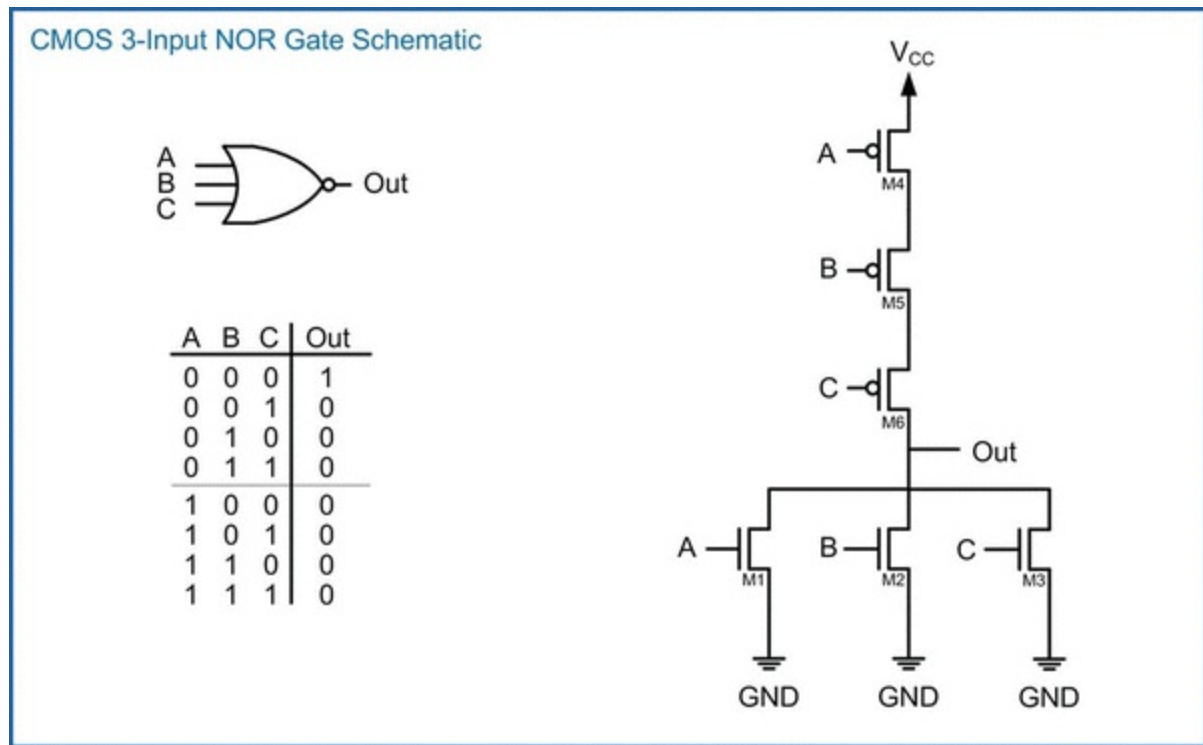 CMOS 3-Input NOR Gate Schematic
A
B
C
Out
A B C Out
0 0 0 1
0 0 1 0
0 1 0 0
0 1 1 0
1 0 0 0
1 0 1 0
1 1 0 0
1 1 1 0
VCC
A
M4
B
M5
C
M6
Out
A
M1
B
M2
C
M3
GND GND GND